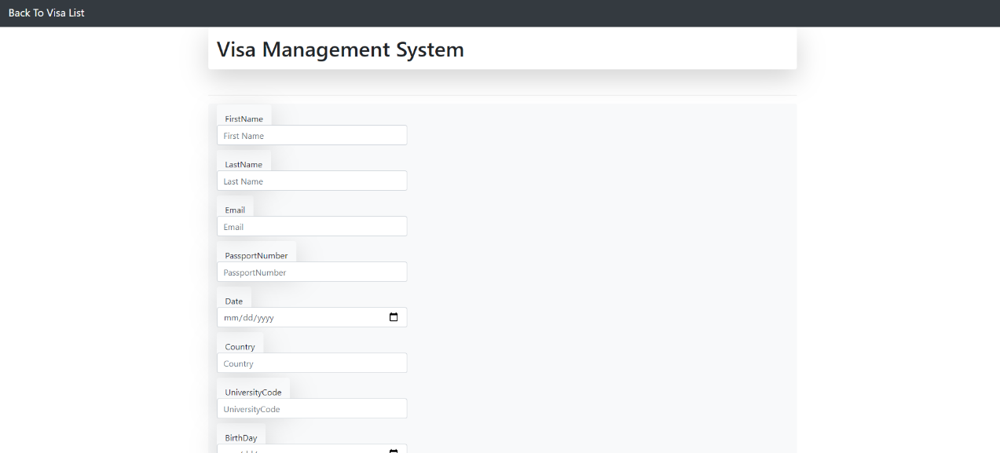 Back To Visa List
Visa Management System
FirstName
First Name
LastName
Last Name
Email
Email
PassportNumber
PassportNumber
Date
mm/dd/yyyy
Country
Country
UniversityCode
UniversityCode
BirthDay